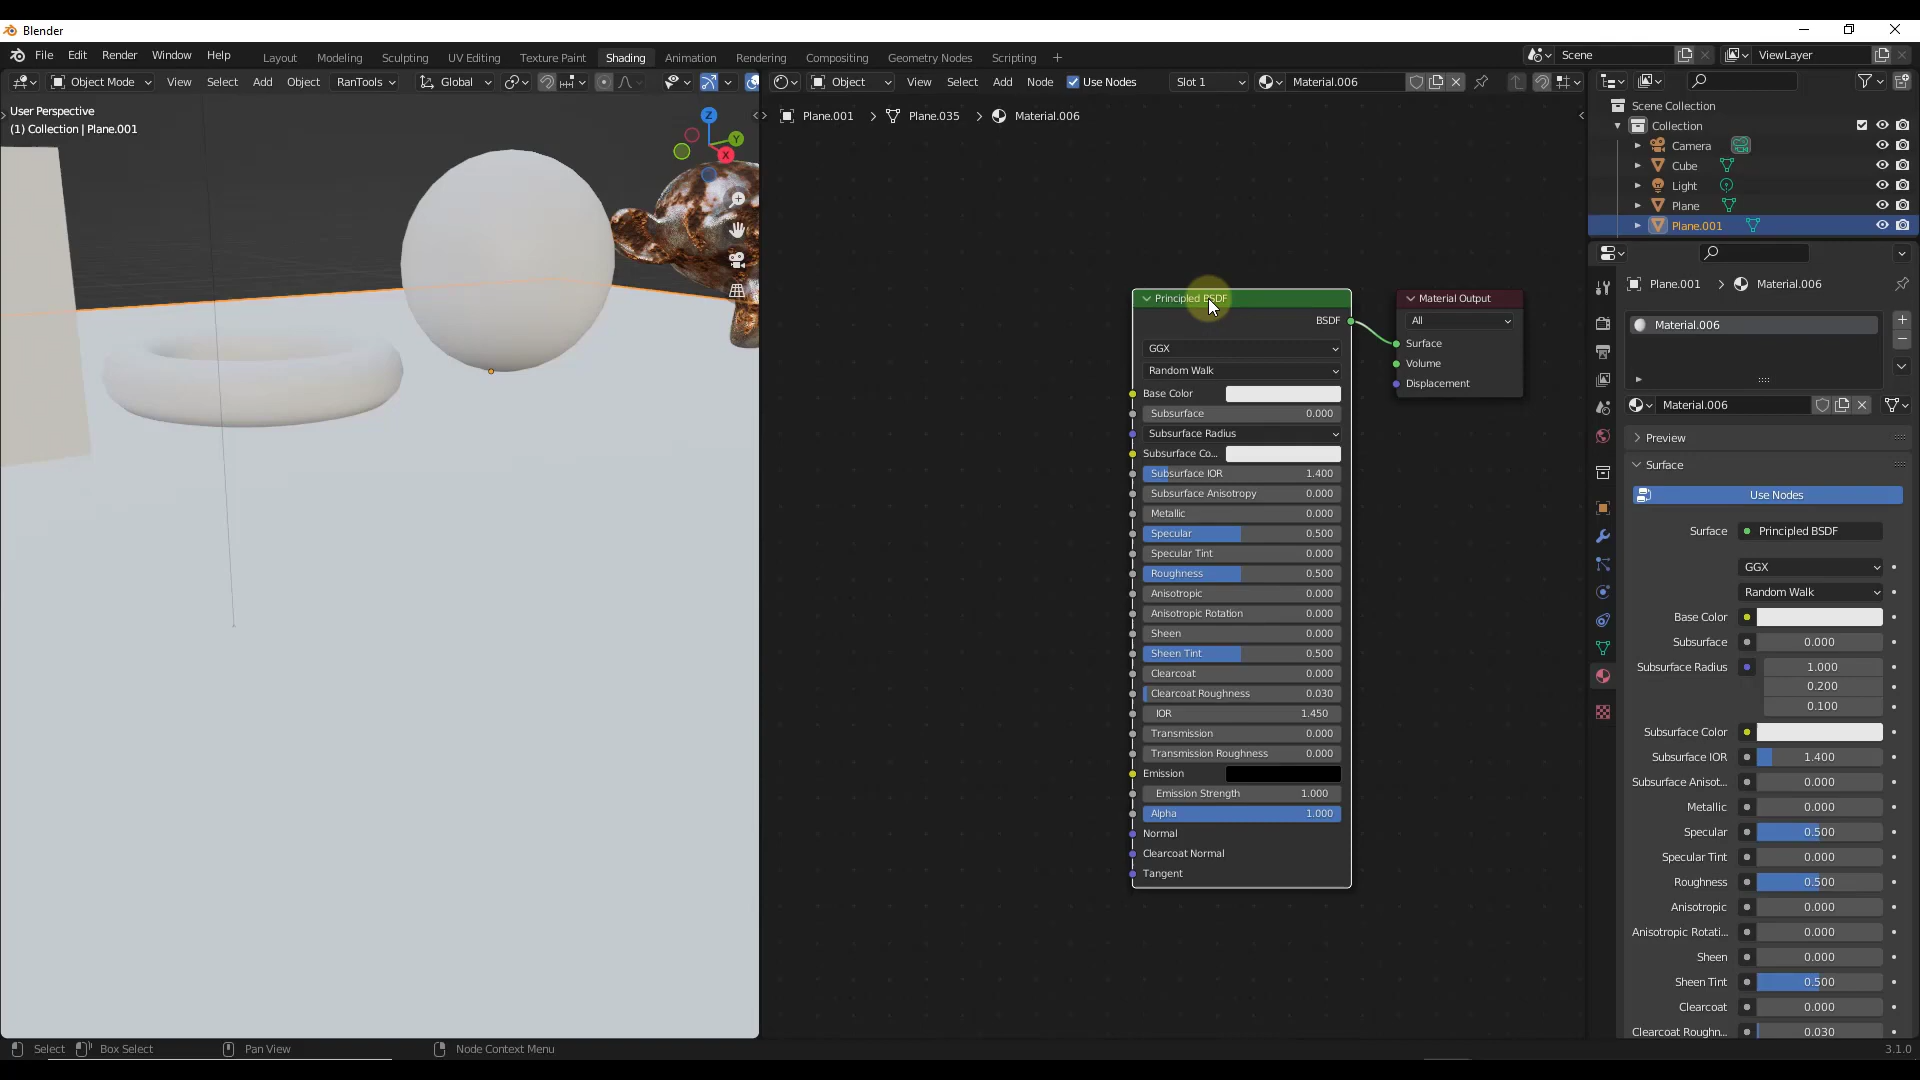 Blender
File Edit Render Window Help Layout Modeling Sculpting UV Editing Texture Paint Shading Animation Rendering Compositing Geometry Nodes Scripting + Scene ViewLayer
Object Mode View Select Add Object RanTools Global Object View Select Add Node Use Nodes Slot 1 Material.006
User Perspective
(1) Collection | Plane.001
Z
Y
X
Plane.001 > Plane.035 > Material.006
Principled BSDF
BSDF
GGX
Random Walk
Base Color
Subsurface 0.000
Subsurface Radius
Subsurface Co...
Subsurface IOR 1.400
Subsurface Anisotropy 0.000
Metallic 0.000
Specular 0.500
Specular Tint 0.000
Roughness 0.500
Anisotropic 0.000
Anisotropic Rotation 0.000
Sheen 0.000
Sheen Tint 0.500
Clearcoat 0.000
Clearcoat Roughness 0.030
IOR 1.450
Transmission 0.000
Transmission Roughness 0.000
Emission
Emission Strength 1.000
Alpha 1.000
Normal
Clearcoat Normal
Tangent
Material Output
All
Surface
Volume
Displacement
Scene Collection
Collection
Camera
Cube
Light
Plane
Plane.001
Plane.001 > Material.006
Material.006
Material.006
Preview
Surface
Use Nodes
Surface Principled BSDF
GGX
Random Walk
Base Color
Subsurface 0.000
Subsurface Radius 1.000
0.200
0.100
Subsurface Color
Subsurface IOR 1.400
Subsurface Anisot... 0.000
Metallic 0.000
Specular 0.500
Specular Tint 0.000
Roughness 0.500
Anisotropic 0.000
Anisotropic Rotati... 0.000
Sheen 0.000
Sheen Tint 0.500
Clearcoat 0.000
Clearcoat Roughn... 0.030
Select Box Select Pan View Node Context Menu 3.1.0